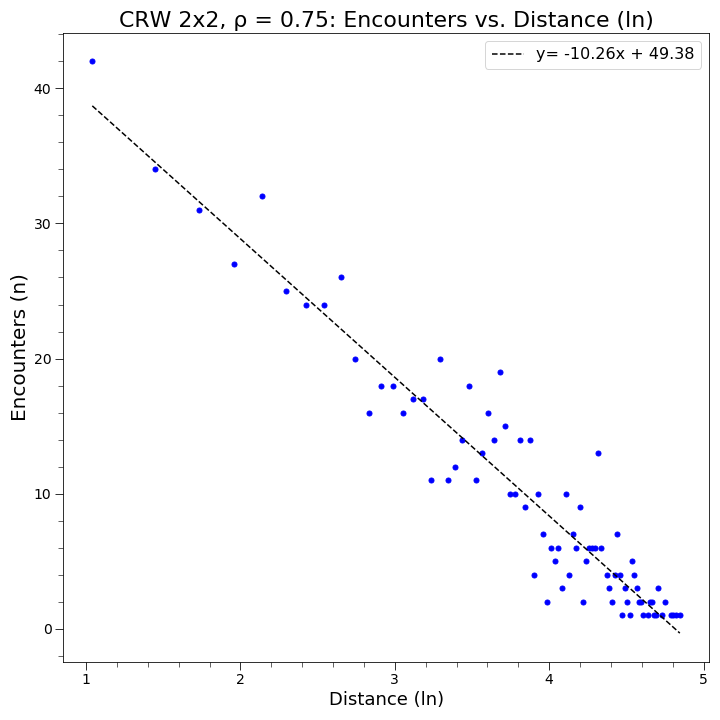 CRW 2x2, ρ = 0.75: Encounters vs. Distance (ln)
y= -10.26x + 49.38
Encounters (n)
40
30
20
10
0
1 2 3 4 5
Distance (ln)